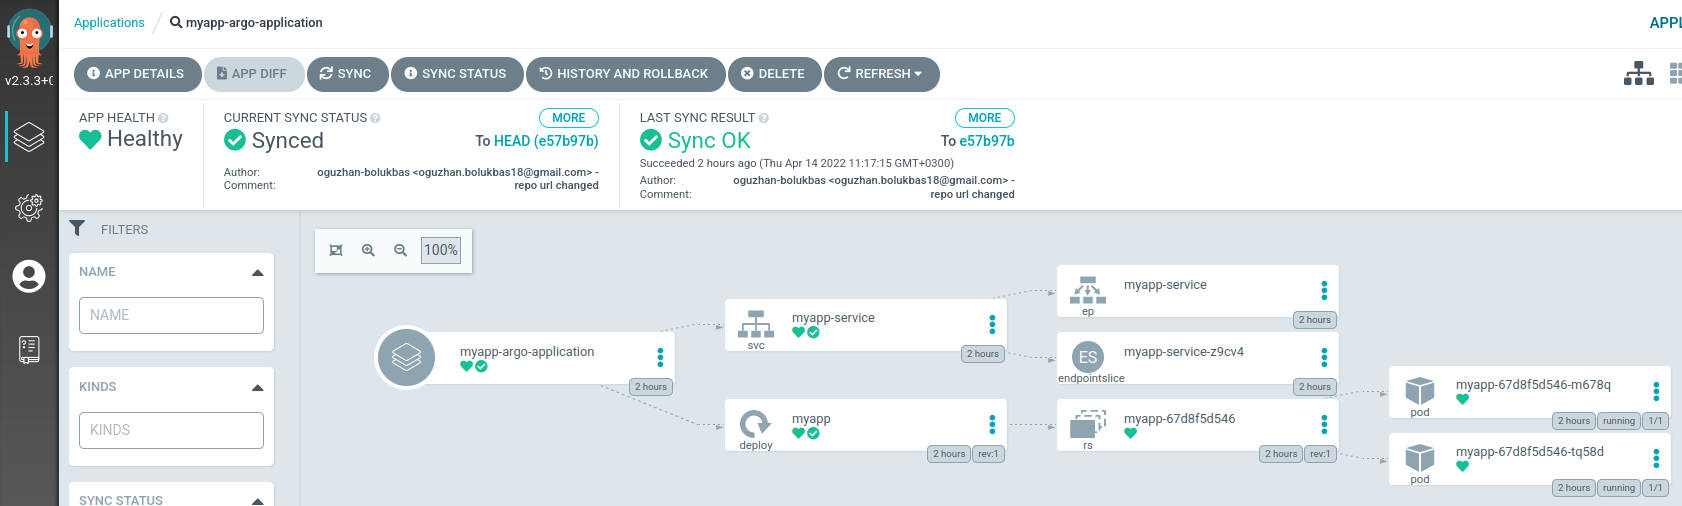 Applications / myapp-argo-application
APPL
v2.3.3+0
APP DETAILS
APP DIFF
SYNC
SYNC STATUS
HISTORY AND ROLLBACK
DELETE
REFRESH
APP HEALTH
Healthy
CURRENT SYNC STATUS
MORE
Synced
To HEAD (e57b97b)
Author: oguzhan-bolukbas <oguzhan.bolukbas18@gmail.com> -
Comment: repo url changed
LAST SYNC RESULT
MORE
Sync OK
To e57b97b
Succeeded 2 hours ago (Thu Apr 14 2022 11:17:15 GMT+0300)
Author: oguzhan-bolukbas <oguzhan.bolukbas18@gmail.com> -
Comment: repo url changed
FILTERS
NAME
NAME
KINDS
KINDS
SYNC STATUS
100%
myapp-argo-application
2 hours
myapp-service
svc
2 hours
myapp
deploy
2 hours rev:1
myapp-service
ep
2 hours
ES
myapp-service-z9cv4
endpointslice
2 hours
myapp-67d8f5d546
rs
2 hours rev:1
myapp-67d8f5d546-m678q
pod
2 hours running 1/1
myapp-67d8f5d546-tq58d
pod
2 hours running 1/1